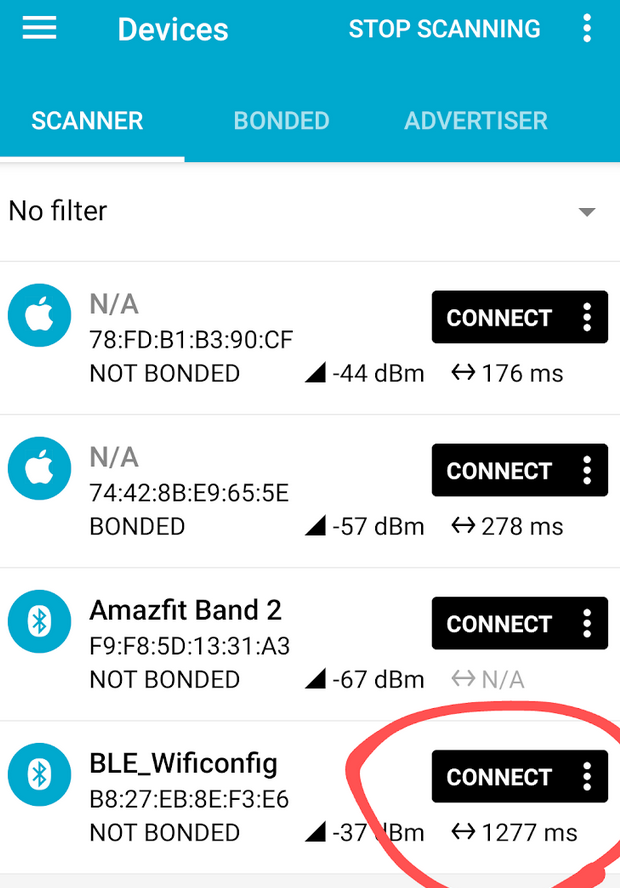 Devices STOP SCANNING
SCANNER BONDED ADVERTISER
No filter
N/A CONNECT
78:FD:B1:B3:90:CF
NOT BONDED -44 dBm 176 ms
N/A CONNECT
74:42:8B:E9:65:5E
BONDED -57 dBm 278 ms
Amazfit Band 2 CONNECT
F9:F8:5D:13:31:A3
NOT BONDED -67 dBm N/A
BLE_Wificonfig CONNECT
B8:27:EB:8E:F3:E6
NOT BONDED -37 dBm 1277 ms